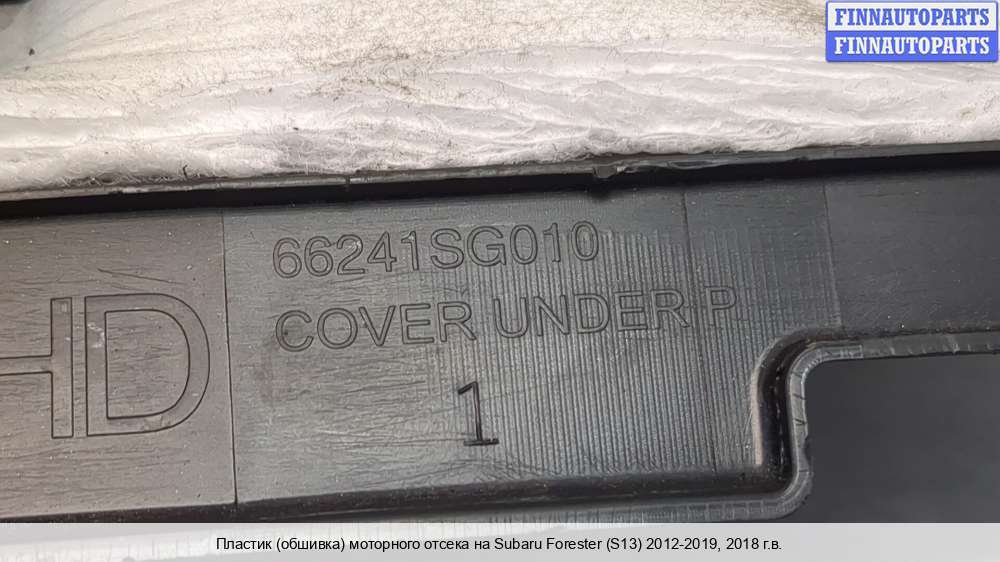 FINNAUTOPARTS
FINNAUTOPARTS
66241SG010
COVER UNDER P
HD
1
Пластик (обшивка) моторного отсека на Subaru Forester (S13) 2012-2019, 2018 г.в.